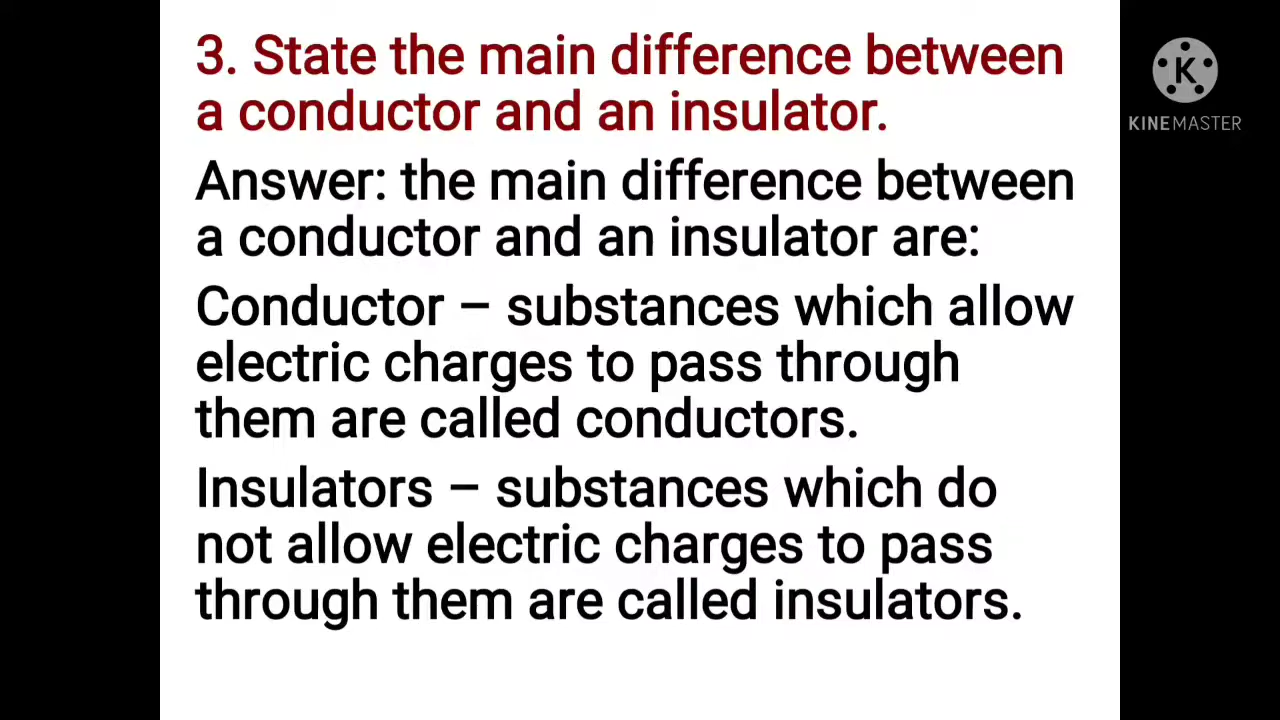 3. State the main difference between
a conductor and an insulator.
Answer: the main difference between
a conductor and an insulator are:
Conductor – substances which allow
electric charges to pass through
them are called conductors.
Insulators – substances which do
not allow electric charges to pass
through them are called insulators.
K
KINEMASTER